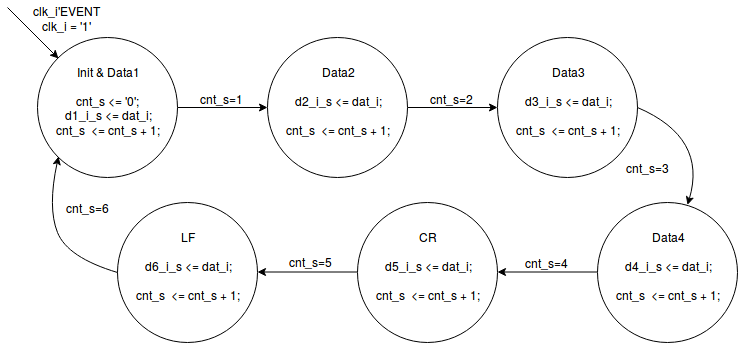 clk_i'EVENT
clk_i = '1'
Init & Data1
cnt_s <= '0';
d1_i_s <= dat_i;
cnt_s <= cnt_s + 1;
cnt_s=1
Data2
d2_i_s <= dat_i;
cnt_s <= cnt_s + 1;
cnt_s=2
Data3
d3_i_s <= dat_i;
cnt_s <= cnt_s + 1;
cnt_s=3
Data4
d4_i_s <= dat_i;
cnt_s <= cnt_s + 1;
cnt_s=4
CR
d5_i_s <= dat_i;
cnt_s <= cnt_s + 1;
cnt_s=5
LF
d6_i_s <= dat_i;
cnt_s <= cnt_s + 1;
cnt_s=6